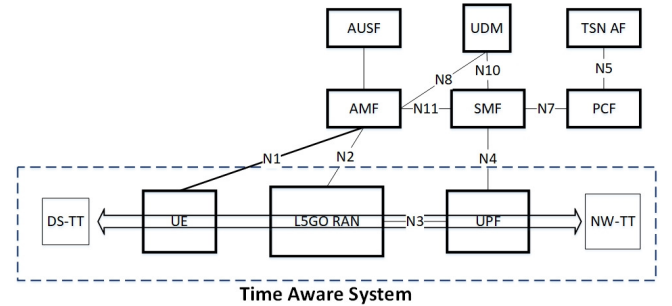 AUSF
UDM
TSN AF
N8
N10
N5
AMF
N11
SMF
N7
PCF
N1
N2
N4
DS-TT
UE
L5GO RAN
N3
UPF
NW-TT
Time Aware System